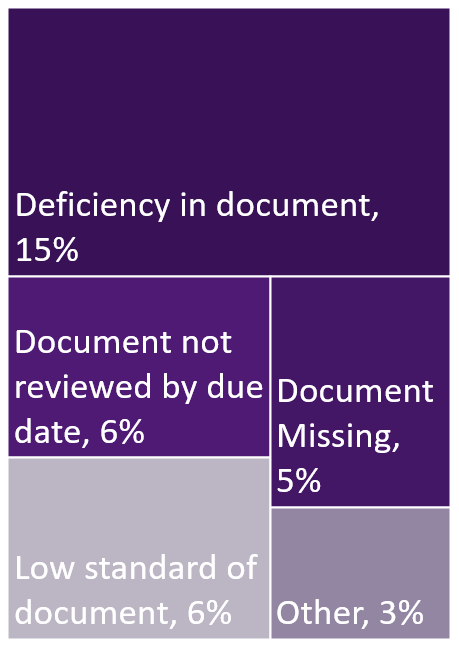 Deficiency in document,
15%
Document not
reviewed by due
date, 6%
Document
Missing,
5%
Low standard of
document, 6%
Other, 3%